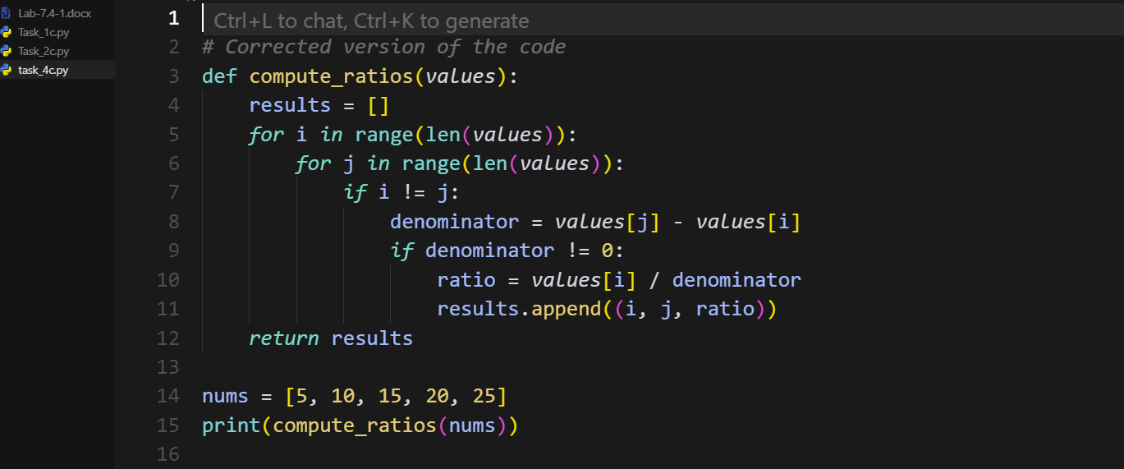 Lab-7.4-1.docx
Task_1c.py
Task_2c.py
task_4c.py
1 Ctrl+L to chat, Ctrl+K to generate
2 # Corrected version of the code
3 def compute_ratios(values):
4     results = []
5     for i in range(len(values)):
6         for j in range(len(values)):
7             if i != j:
8                 denominator = values[j] - values[i]
9                 if denominator != 0:
10                     ratio = values[i] / denominator
11                     results.append((i, j, ratio))
12     return results
13
14 nums = [5, 10, 15, 20, 25]
15 print(compute_ratios(nums))
16